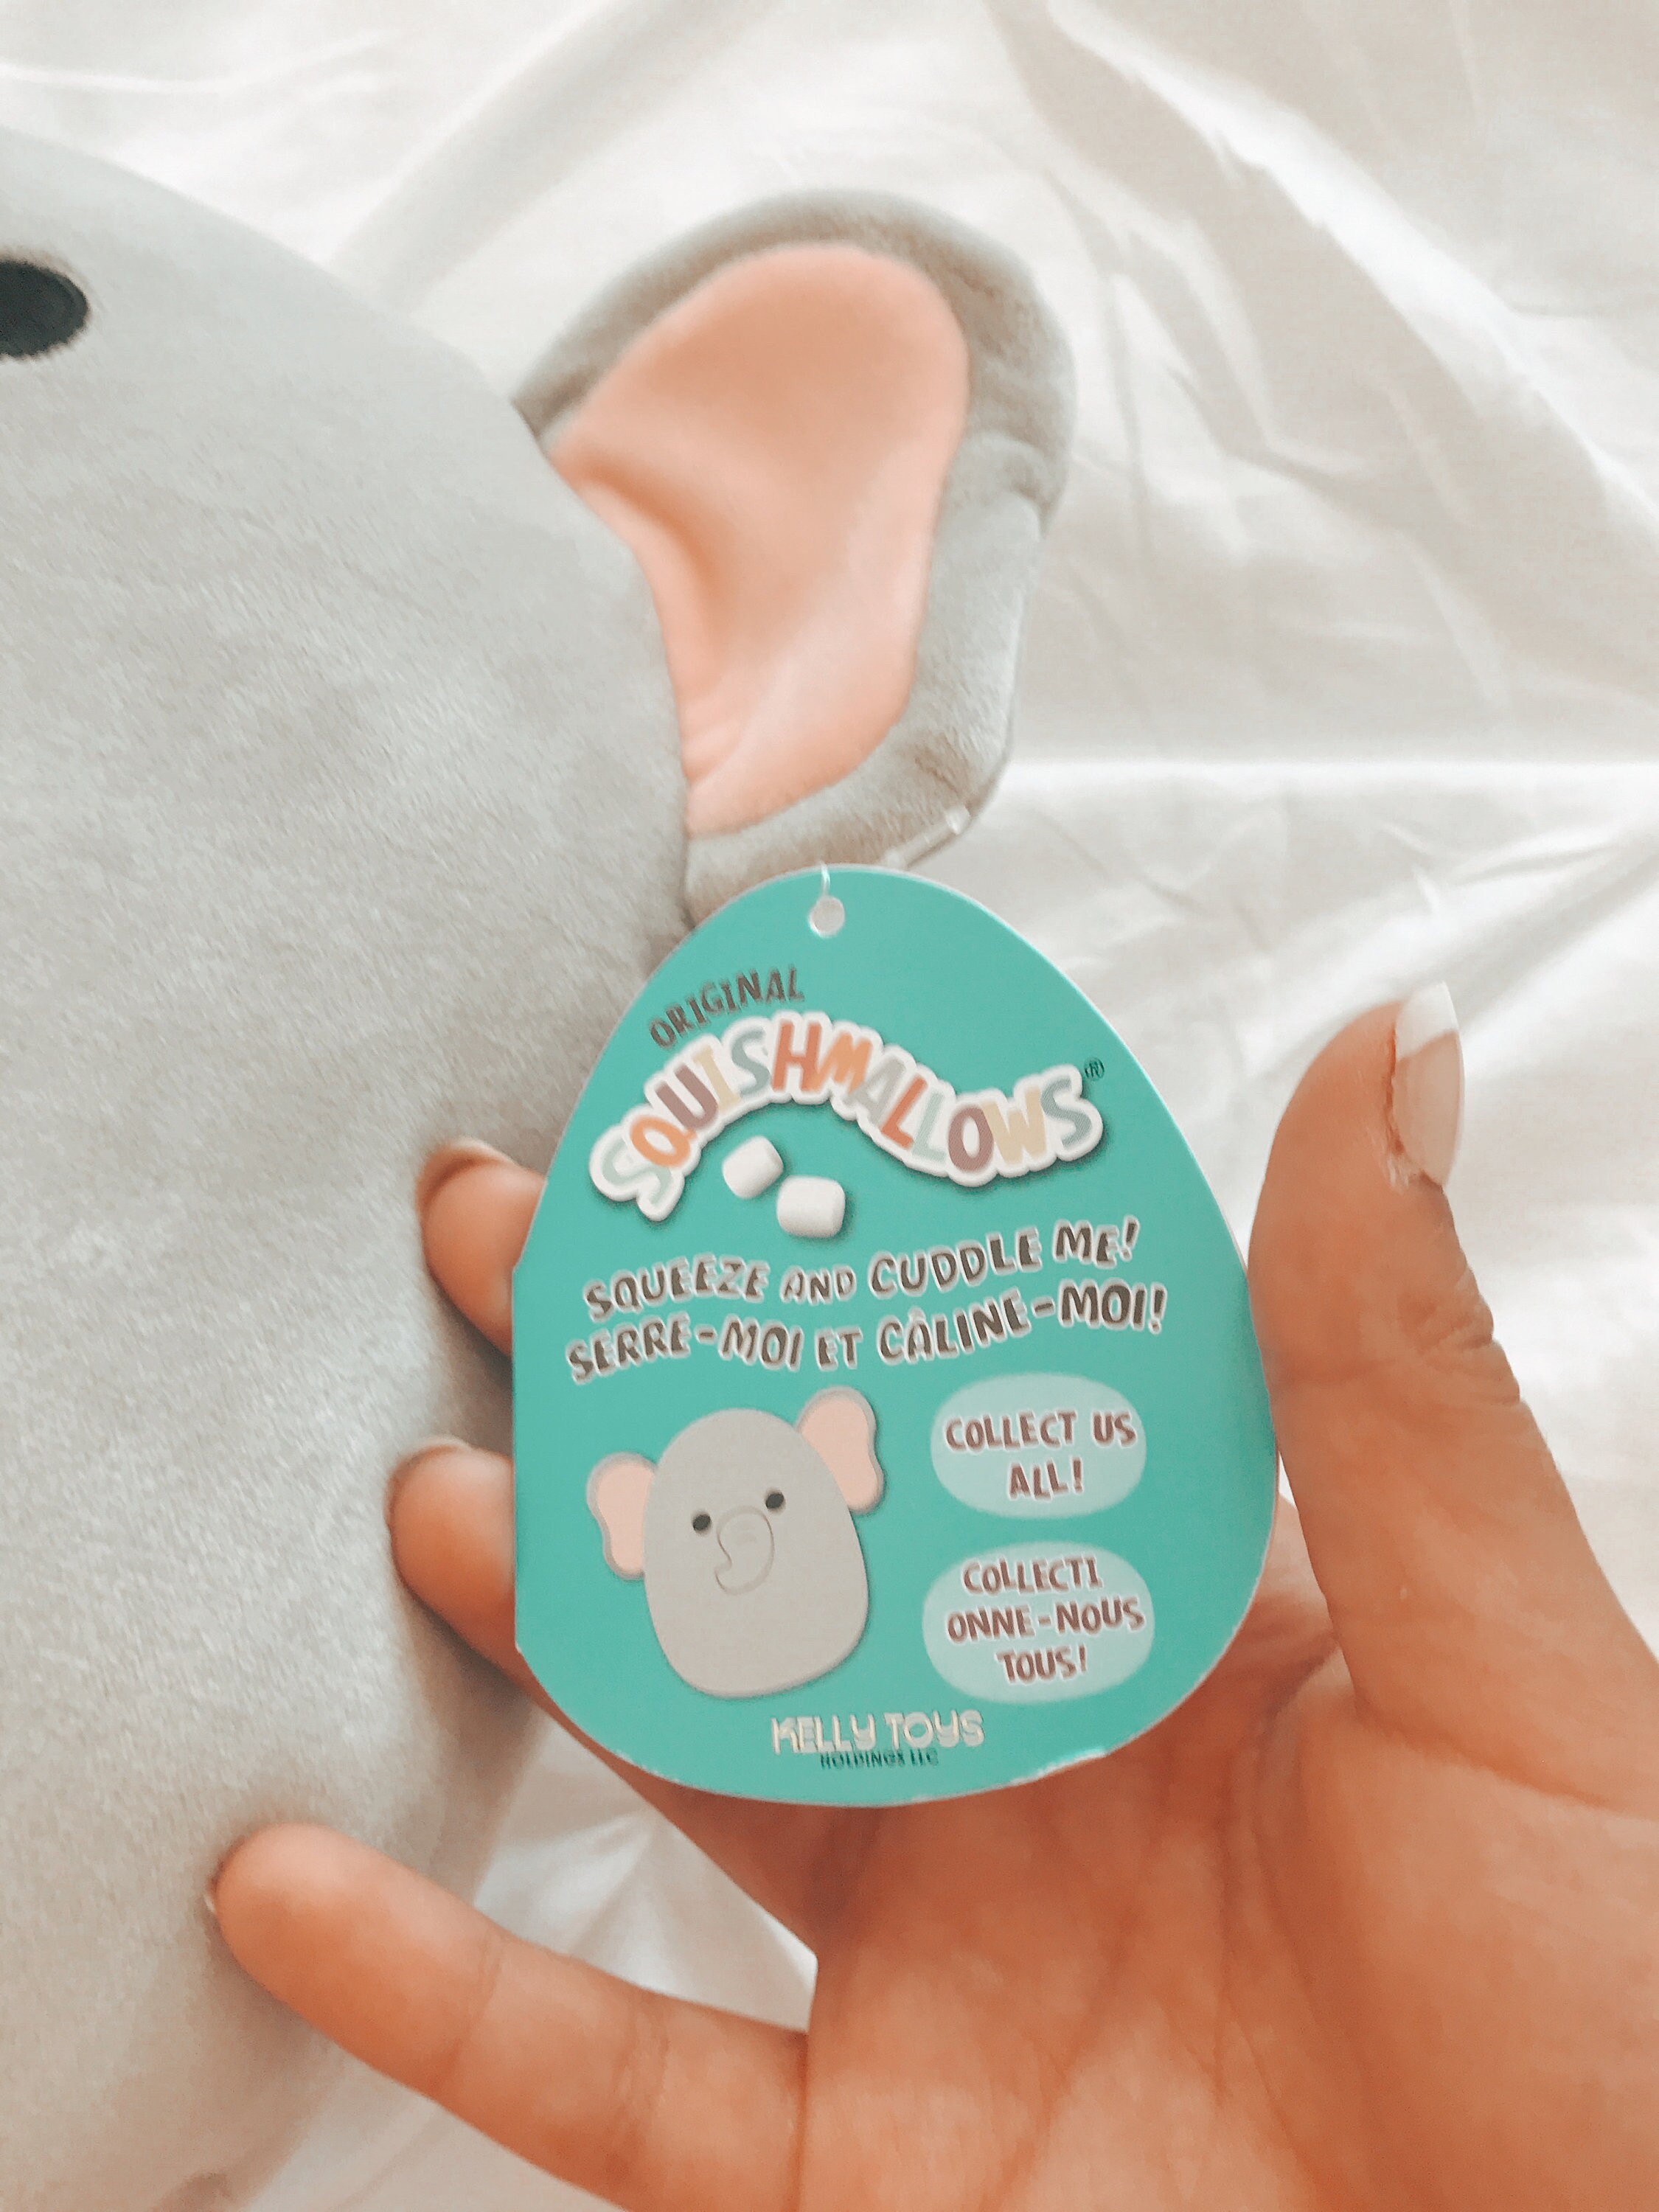 ORIGINAL
SQUISHMALLOWS®
SQUEEZE AND CUDDLE ME!
SERRE-MOI ET CÂLINE-MOI!
COLLECT US
ALL!
COLLECTI
ONNE-NOUS
TOUS!
KELLY TOYS
HOLDINGS LLC